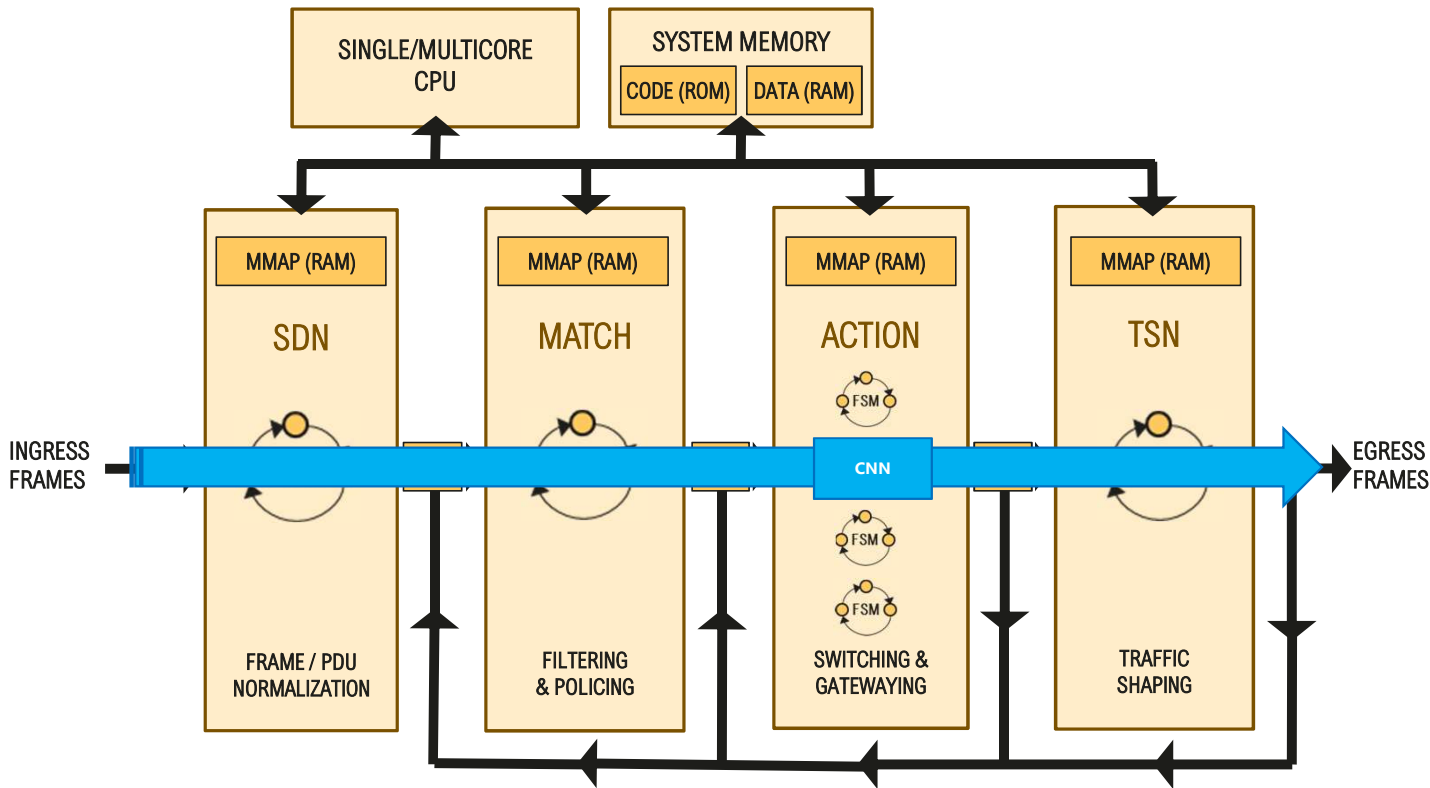 SINGLE/MULTICORE
CPU
SYSTEM MEMORY
CODE (ROM)
DATA (RAM)
MMAP (RAM)
MMAP (RAM)
MMAP (RAM)
MMAP (RAM)
SDN
MATCH
ACTION
TSN
FSM
INGRESS
FRAMES
CNN
EGRESS
FRAMES
FSM
FSM
FRAME / PDU
NORMALIZATION
FILTERING
& POLICING
SWITCHING &
GATEWAYING
TRAFFIC
SHAPING